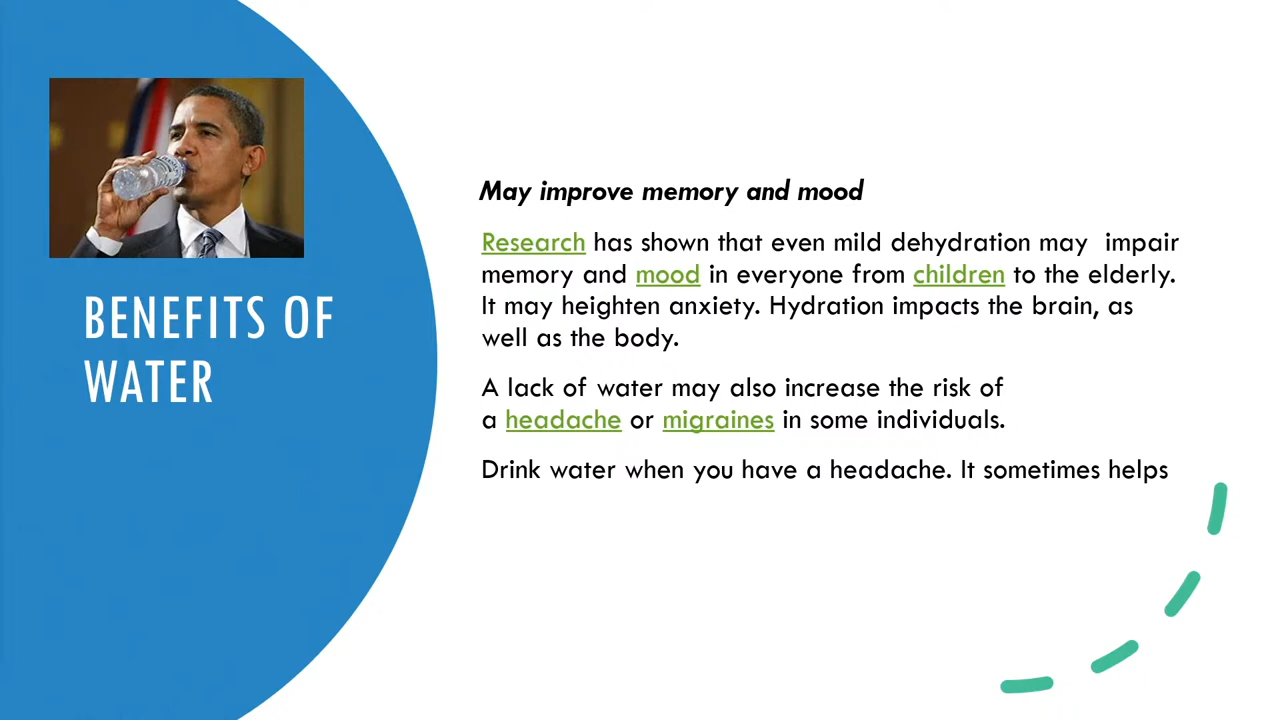 BENEFITS OF
WATER
May improve memory and mood
Research has shown that even mild dehydration may  impair
memory and mood in everyone from children to the elderly.
It may heighten anxiety. Hydration impacts the brain, as
well as the body.
A lack of water may also increase the risk of
a headache or migraines in some individuals.
Drink water when you have a headache. It sometimes helps